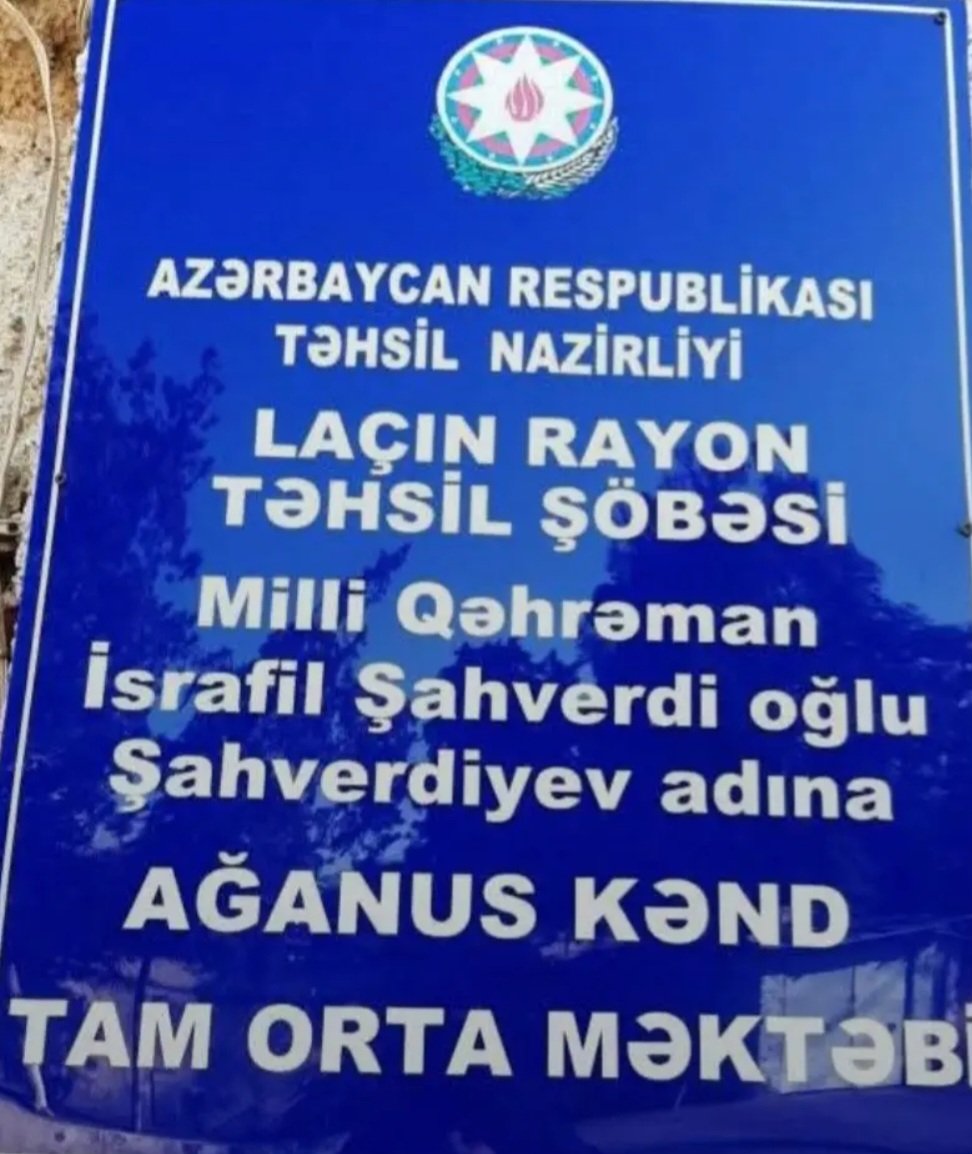 AZƏRBAYCAN RESPUBLİKASI
TƏHSİL NAZİRLİYİ
LAÇIN RAYON
TƏHSİL ŞÖBƏSİ
Milli Qəhrəman
İsrafil Şahverdi oğlu
Şahverdiyev adına
AĞANUS KƏND
TAM ORTA MƏKTƏBİ